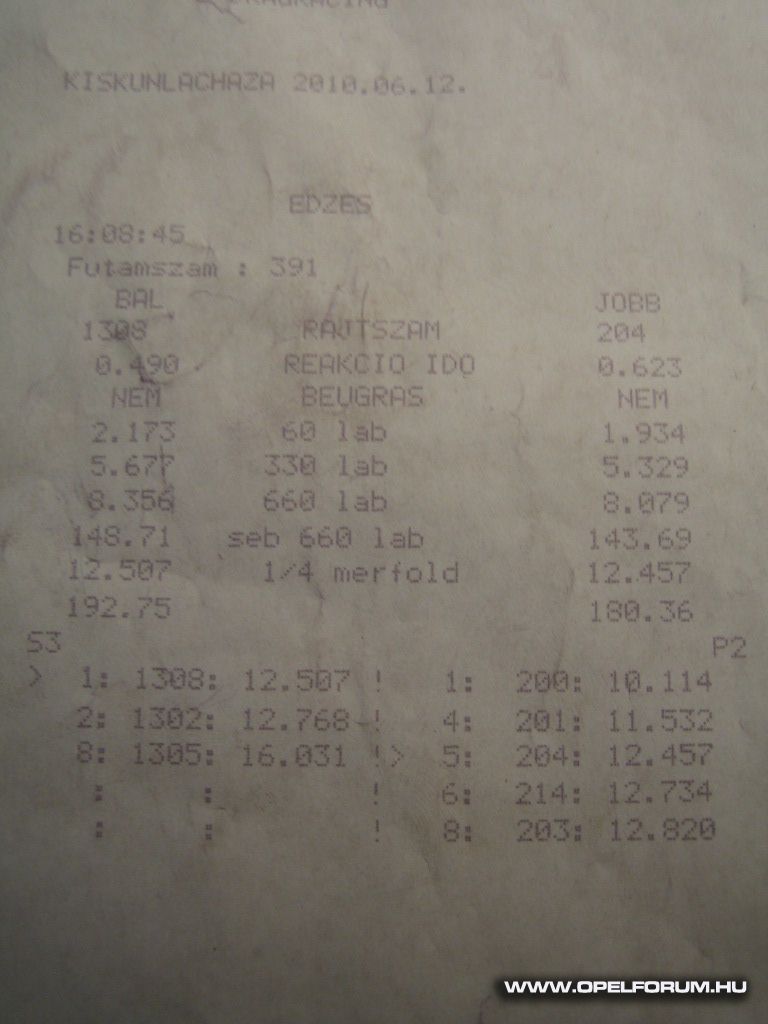 DRAGRACING
KISKUNLACHAZA 2010.06.12.
EDZES
16:08:45
Futamszam : 391
BAL JOBB
1308 RAJTSZAM 204
0.490 REAKCIO IDO 0.623
NEM BEUGRAS NEM
2.173 60 lab 1.934
5.677 330 lab 5.329
8.356 660 lab 8.079
148.71 seb 660 lab 143.69
12.507 1/4 merfold 12.457
192.75 180.36
S3 P2
> 1: 1308: 12.507 ! 1: 200: 10.114
2: 1302: 12.768 ! 4: 201: 11.532
8: 1305: 16.031 !> 5: 204: 12.457
: : ! 6: 214: 12.734
: : ! 8: 203: 12.820
WWW.OPELFORUM.HU